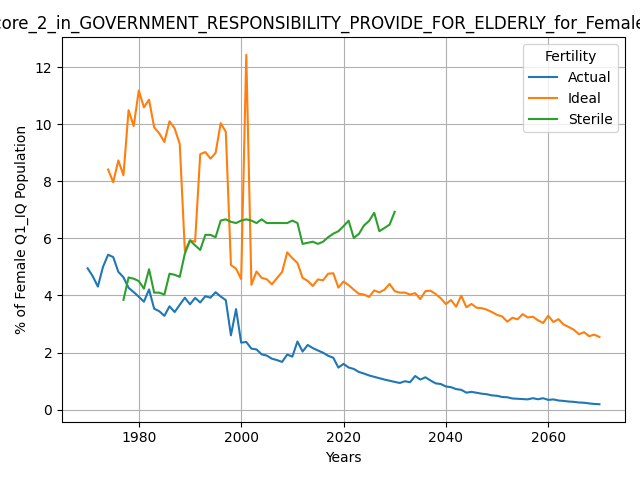 core_2_in_GOVERNMENT_RESPONSIBILITY_PROVIDE_FOR_ELDERLY_for_Female
Fertility
Actual
Ideal
Sterile
% of Female Q1_IQ Population
12
10
8
6
4
2
0
1980 2000 2020 2040 2060
Years